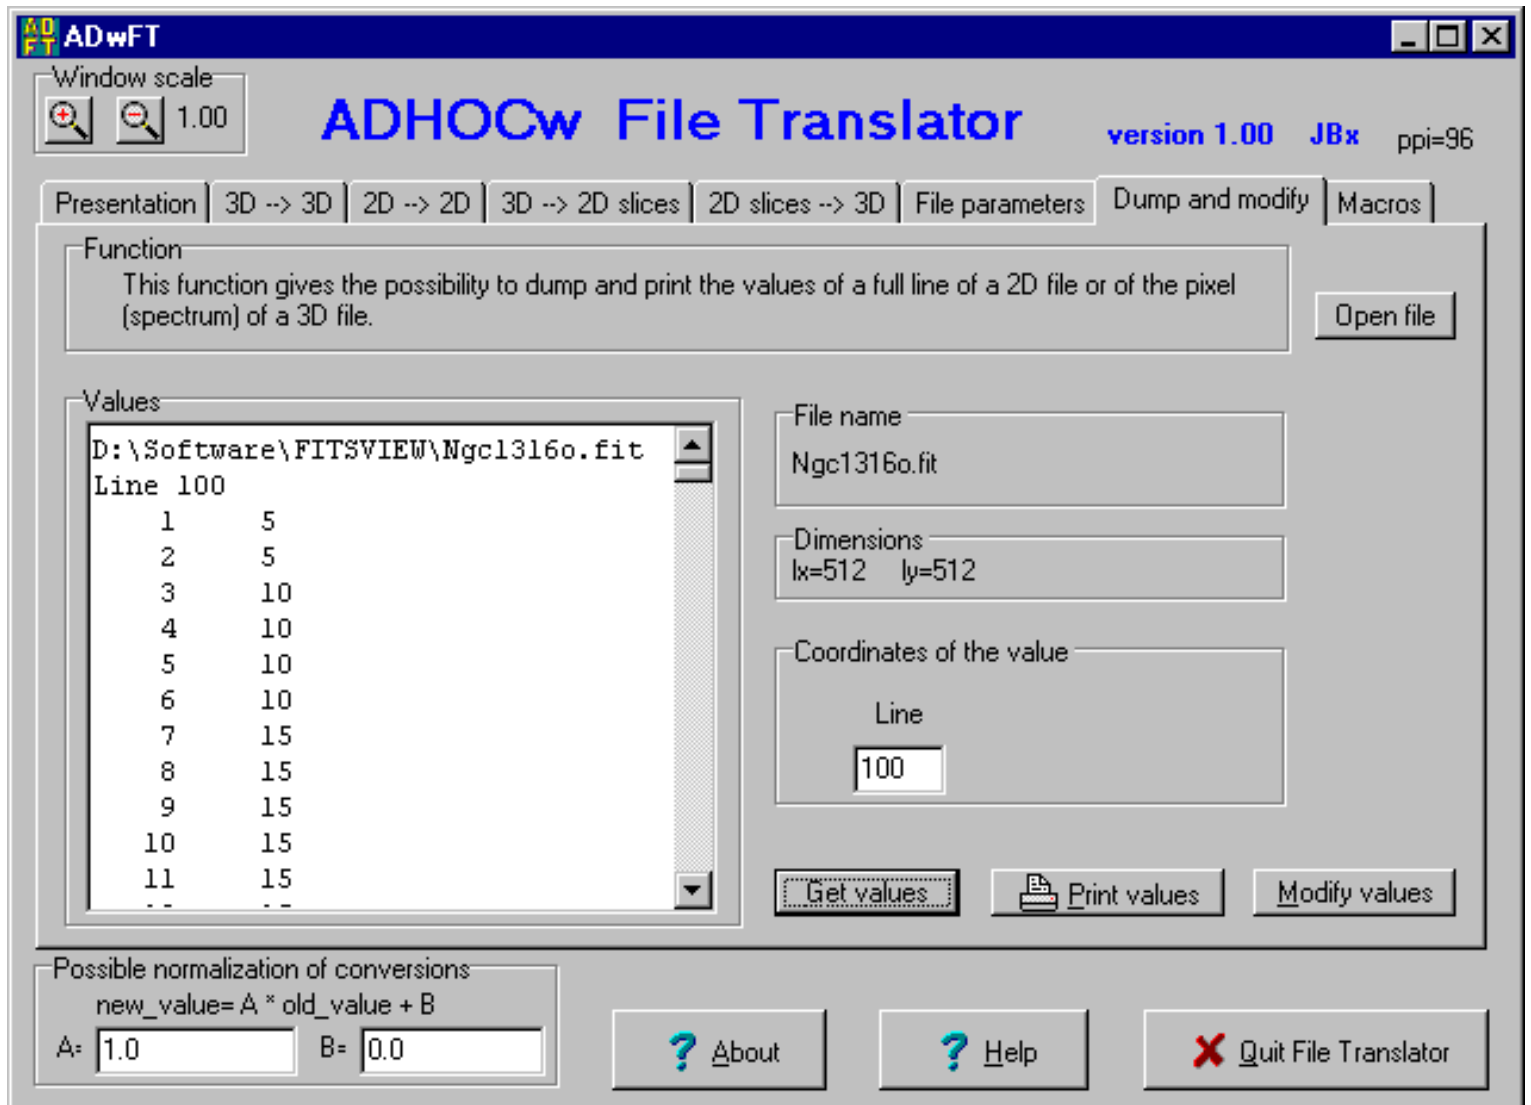 ADwFT
Window scale
1.00
ADHOCw File Translator
version 1.00 JBx ppi=96
Presentation 3D --> 3D 2D --> 2D 3D --> 2D slices 2D slices --> 3D File parameters Dump and modify Macros
Function
This function gives the possibility to dump and print the values of a full line of a 2D file or of the pixel
(spectrum) of a 3D file.
Open file
Values
D:\Software\FITSVIEW\Ngc1316o.fit
Line 100
1 5
2 5
3 10
4 10
5 10
6 10
7 15
8 15
9 15
10 15
11 15
File name
Ngc1316o.fit
Dimensions
lx=512 ly=512
Coordinates of the value
Line
100
Get values Print values Modify values
Possible normalization of conversions
new_value= A * old_value + B
A= 1.0 B= 0.0
About Help Quit File Translator